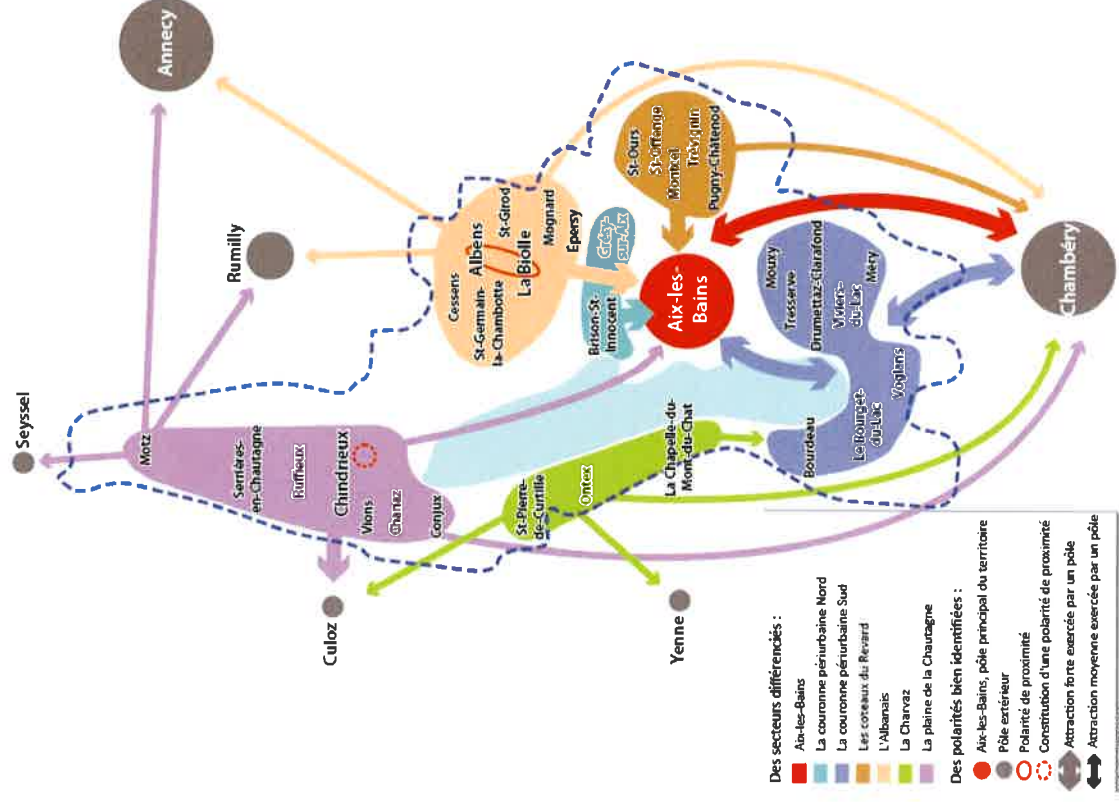 Seyssel
Annecy
Rumilly
Motz
Serrières-
en-Chautagne
Ruffieux
Chindrieux
Vions
Chanaz
Conjux
Culoz
Cessens
Albens
St-Girod
St-Germain-
la-Chambotte
La Biolle
Mognard
Epersy
Grésy-
sur-Aix
Brison-St-
Innocent
St-Ours
St-Offenge
Montcel
Trévignin
Pugny-Châtenod
St-Pierre-
de-Curtille
Ontex
La Chapelle-du-
Mont-du-Chat
Aix-les-
Bains
Yenne
Mouxy
Tresserve
Drumettaz-Clarafond
Viviers-
du-Lac
Méry
Bourdeau
Le Bourget-
du-Lac
Voglans
Chambéry
Des secteurs différenciés :
Aix-les-Bains
La couronne périurbaine Nord
La couronne périurbaine Sud
Les coteaux du Revard
L'Albanais
La Charvaz
La plaine de la Chautagne
Des polarités bien identifiées :
Aix-les-Bains, pôle principal du territoire
Pôle extérieur
Polarité de proximité
Constitution d'une polarité de proximité
Attraction forte exercée par un pôle
Attraction moyenne exercée par un pôle